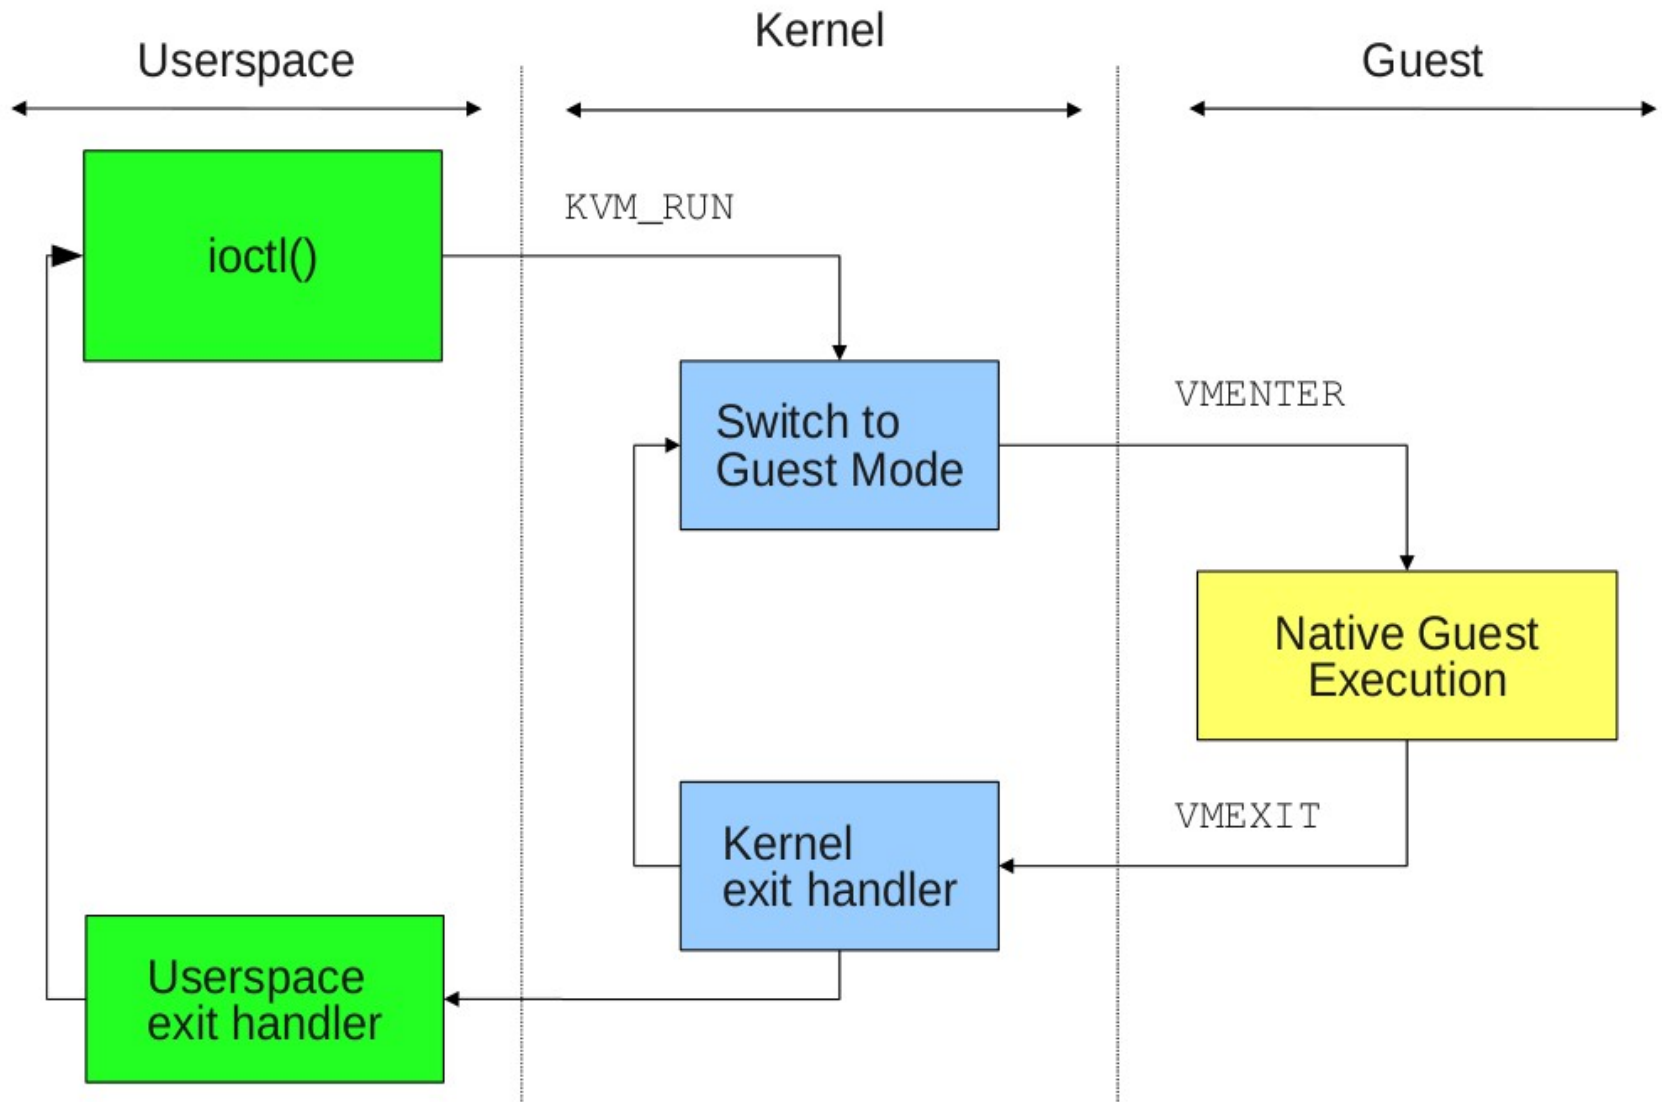 Kernel
Userspace
Guest
KVM_RUN
ioctl()
VMENTER
Switch to
Guest Mode
Native Guest
Execution
VMEXIT
Kernel
exit handler
Userspace
exit handler